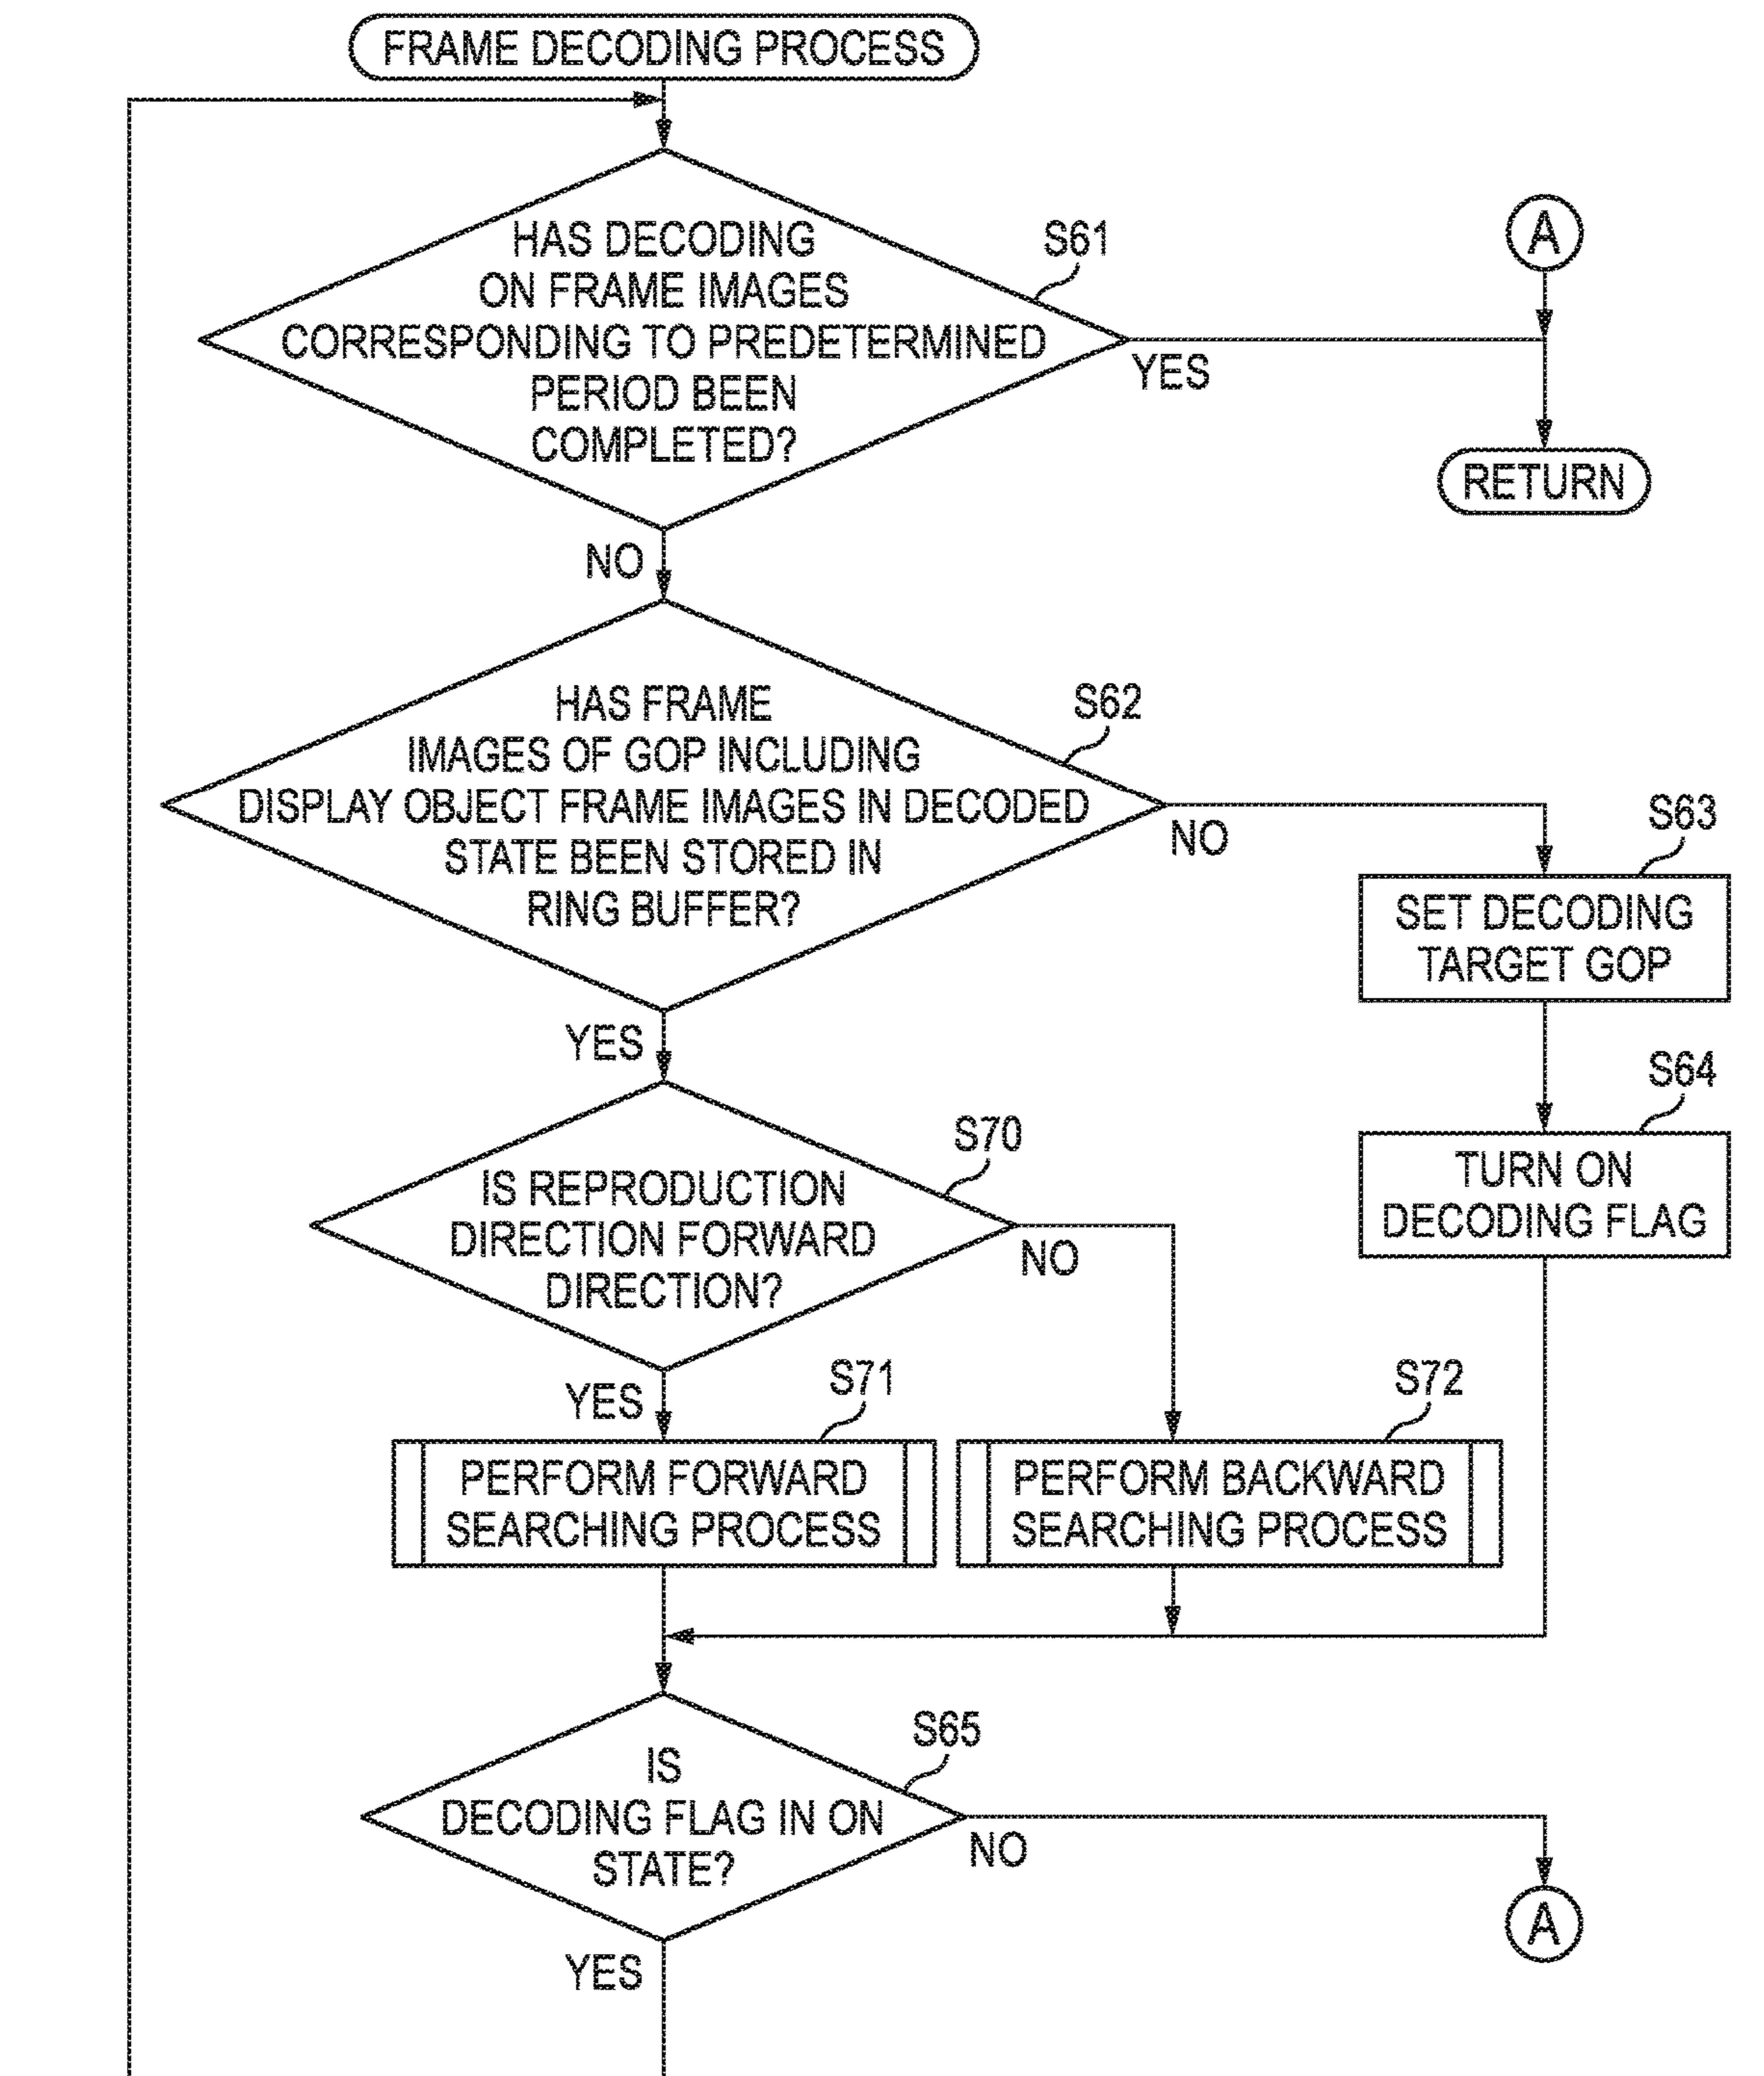 FRAME DECODING PROCESS
HAS DECODING
ON FRAME IMAGES
CORRESPONDING TO PREDETERMINED
PERIOD BEEN
COMPLETED?
S61
YES
A
RETURN
NO
HAS FRAME
IMAGES OF GOP INCLUDING
DISPLAY OBJECT FRAME IMAGES IN DECODED
STATE BEEN STORED IN
RING BUFFER?
S62
NO
S63
SET DECODING
TARGET GOP
YES
S64
TURN ON
DECODING FLAG
S70
IS REPRODUCTION
DIRECTION FORWARD
DIRECTION?
NO
YES
S71
PERFORM FORWARD
SEARCHING PROCESS
S72
PERFORM BACKWARD
SEARCHING PROCESS
S65
IS
DECODING FLAG IN ON
STATE?
NO
A
YES